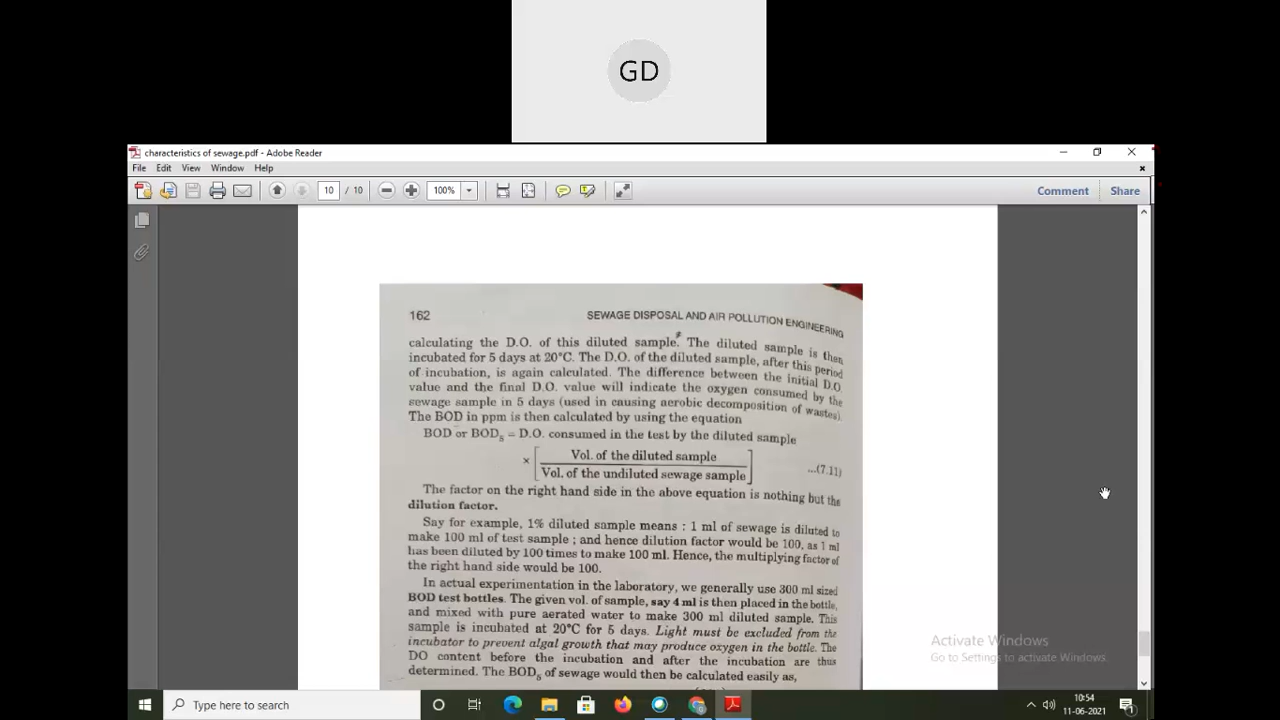 GD
characteristics of sewage.pdf - Adobe Reader
File Edit View Window Help
10 / 10 100% Comment Share
162 SEWAGE DISPOSAL AND AIR POLLUTION ENGINEERING
calculating the D.O. of this diluted sample.* The diluted sample is then
incubated for 5 days at 20°C. The D.O. of the diluted sample, after this period
of incubation, is again calculated. The difference between the initial D.O.
value and the final D.O. value will indicate the oxygen consumed by the
sewage sample in 5 days (used in causing aerobic decomposition of wastes).
The BOD in ppm is then calculated by using the equation
BOD or BOD5 = D.O. consumed in the test by the diluted sample
× [ Vol. of the diluted sample
Vol. of the undiluted sewage sample ] ...(7.11)
The factor on the right hand side in the above equation is nothing but the
dilution factor.
Say for example, 1% diluted sample means : 1 ml of sewage is diluted to
make 100 ml of test sample ; and hence dilution factor would be 100, as 1 ml
has been diluted by 100 times to make 100 ml. Hence, the multiplying factor of
the right hand side would be 100.
In actual experimentation in the laboratory, we generally use 300 ml sized
BOD test bottles. The given vol. of sample, say 4 ml is then placed in the bottle,
and mixed with pure aerated water to make 300 ml diluted sample. This
sample is incubated at 20°C for 5 days. Light must be excluded from the
incubator to prevent algal growth that may produce oxygen in the bottle. The
DO content before the incubation and after the incubation are thus
determined. The BOD5 of sewage would then be calculated easily as,
Activate Windows
Go to Settings to activate Windows.
Type here to search
10:54
11-06-2021
1